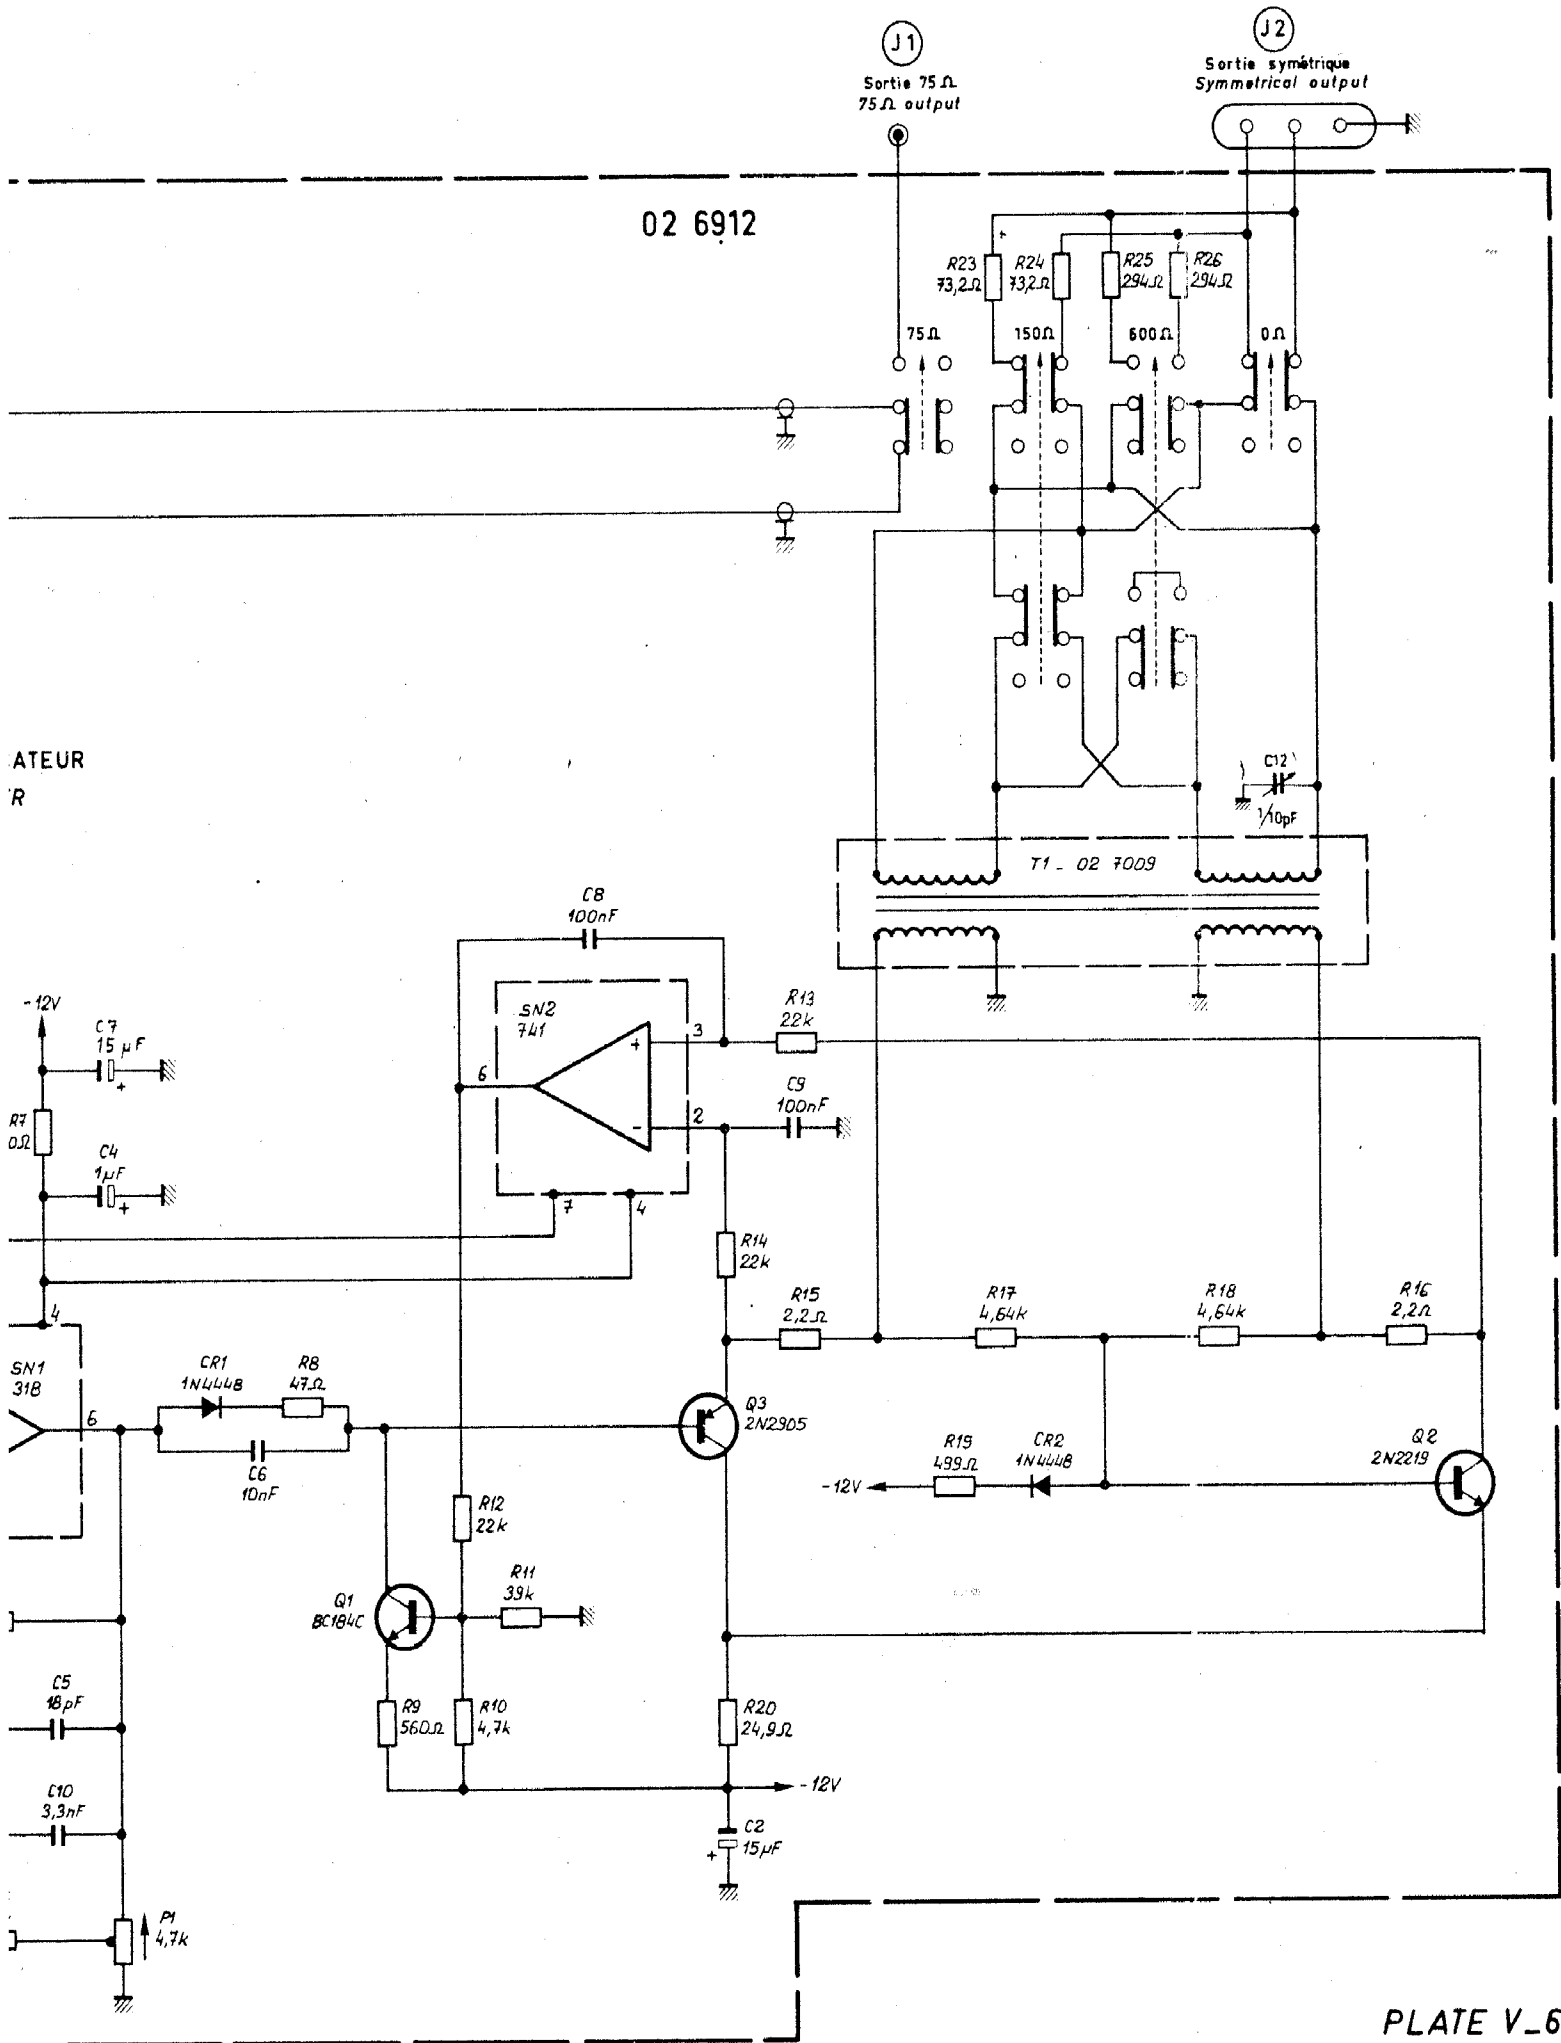 J1
Sortie 75Ω
75Ω output
J2
Sortie symétrique
Symmetrical output
02 6912
R23
73,2Ω
R24
73,2Ω
R25
294Ω
R26
294Ω
75Ω
150Ω
600Ω
0Ω
ATEUR
R
C12
1/10pF
T1 - 02 7009
C8
100nF
-12V
C7
15 µF
+
SN2
741
3
+
6
2
-
7
4
R13
22k
C9
100nF
R7
0Ω
C4
1µF
+
R14
22k
R15
2,2Ω
R17
4,64k
R18
4,64k
R16
2,2Ω
4
SN1
318
6
CR1
1N4448
R8
47Ω
C6
10nF
Q3
2N2905
R19
499Ω
CR2
1N4448
Q2
2N2219
-12V
R12
22k
R11
39k
Q1
BC184C
C5
18pF
R9
560Ω
R10
4,7k
R20
24,9Ω
-12V
C10
3,3nF
C2
15µF
+
P1
4,7k
PLATE V_6